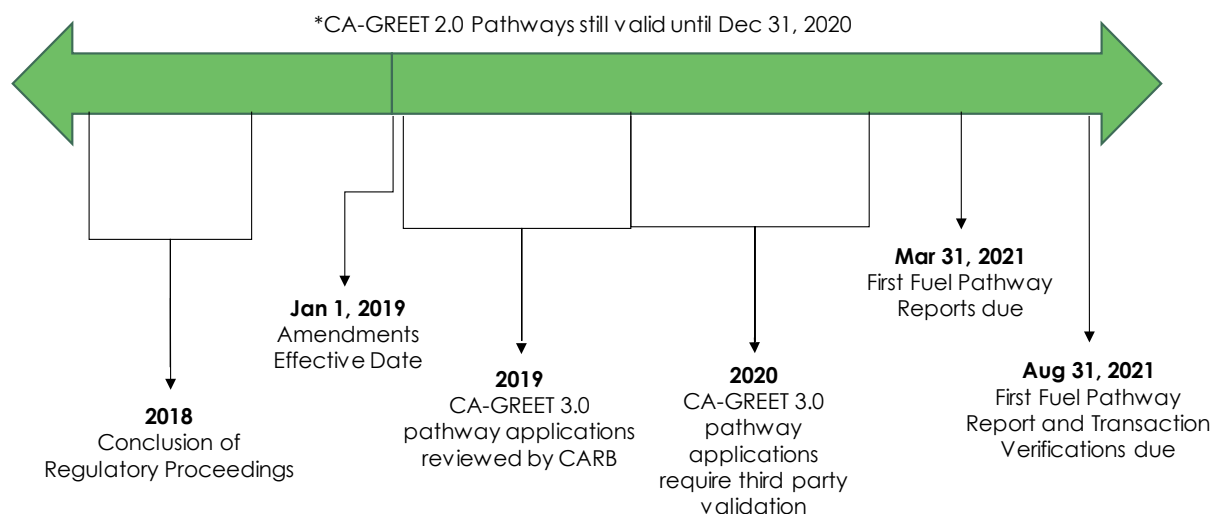 *CA-GREET 2.0 Pathways still valid until Dec 31, 2020
2018
Conclusion of
Regulatory Proceedings
Jan 1, 2019
Amendments
Effective Date
2019
CA-GREET 3.0
pathway applications
reviewed by CARB
2020
CA-GREET 3.0
pathway
applications
require third party
validation
Mar 31, 2021
First Fuel Pathway
Reports due
Aug 31, 2021
First Fuel Pathway
Report and Transaction
Verifications due